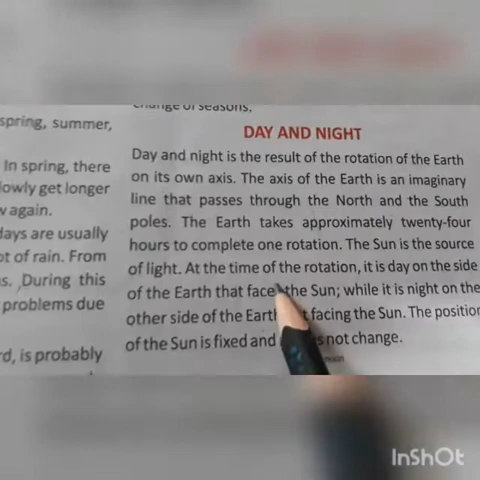 change of seasons.
spring, summer,
In spring, there
lowly get longer
w again.
days are usually
ot of rain. From
s. During this
problems due
rd, is probably
DAY AND NIGHT
Day and night is the result of the rotation of the Earth
on its own axis. The axis of the Earth is an imaginary
line that passes through the North and the South
poles. The Earth takes approximately twenty-four
hours to complete one rotation. The Sun is the source
of light. At the time of the rotation, it is day on the side
of the Earth that face the Sun; while it is night on the
other side of the Earth facing the Sun. The position
of the Sun is fixed and not change.
InShOt